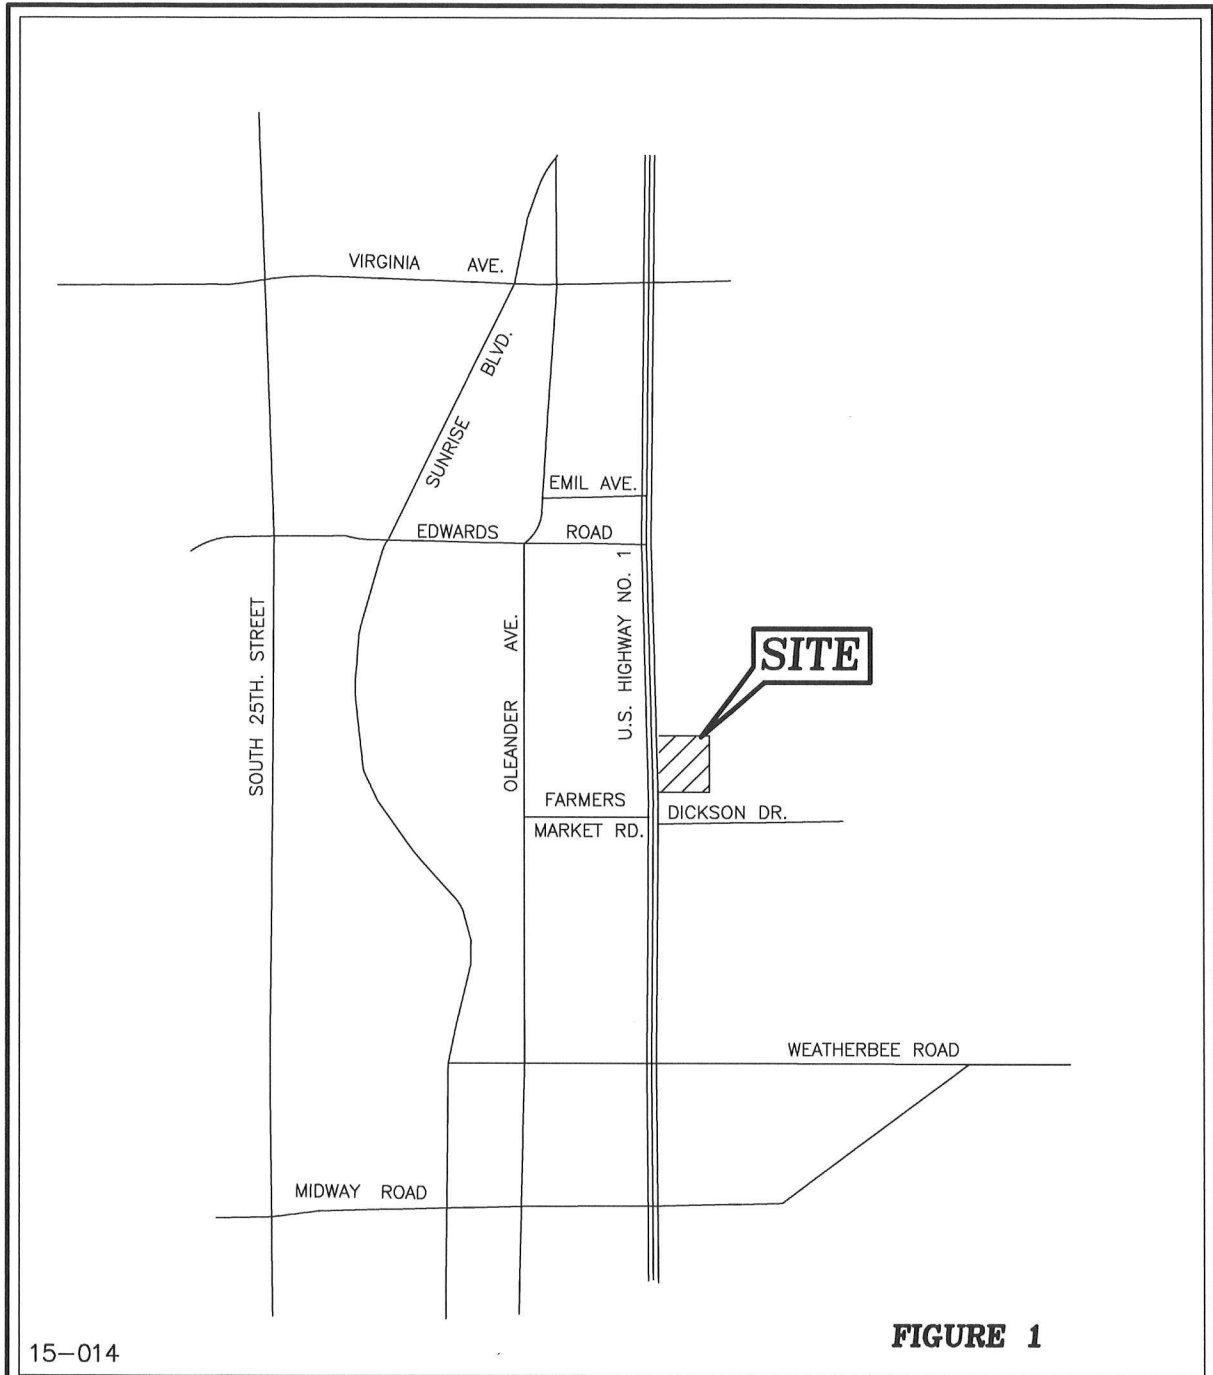 VIRGINIA AVE.
SUNRISE BLVD.
EMIL AVE.
EDWARDS ROAD
SOUTH 25TH. STREET
OLEANDER AVE.
U.S. HIGHWAY NO. 1
SITE
FARMERS
MARKET RD.
DICKSON DR.
WEATHERBEE ROAD
MIDWAY ROAD
FIGURE 1
15-014